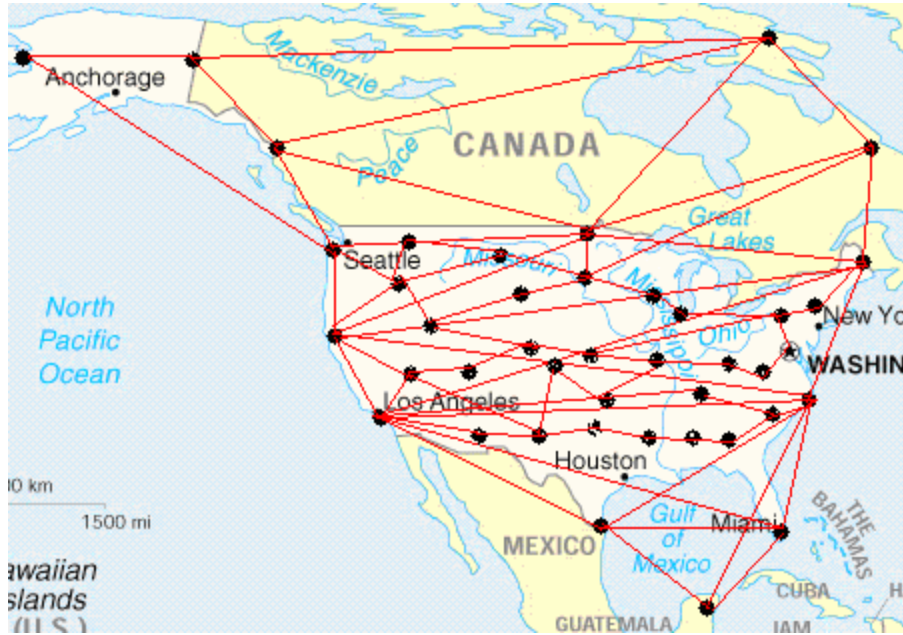 Mackenzie
Anchorage
CANADA
Peace
Great
Lakes
Seattle
Missouri
Mississippi
North
Pacific
Ocean
Ohio
New Yo
WASHIN
Los Angeles
Houston
00 km
1500 mi
Gulf
of
Mexico
Miami
THE
BAHAMAS
MEXICO
awaiian
slands
(U.S.)
CUBA
H
GUATEMALA
JAM